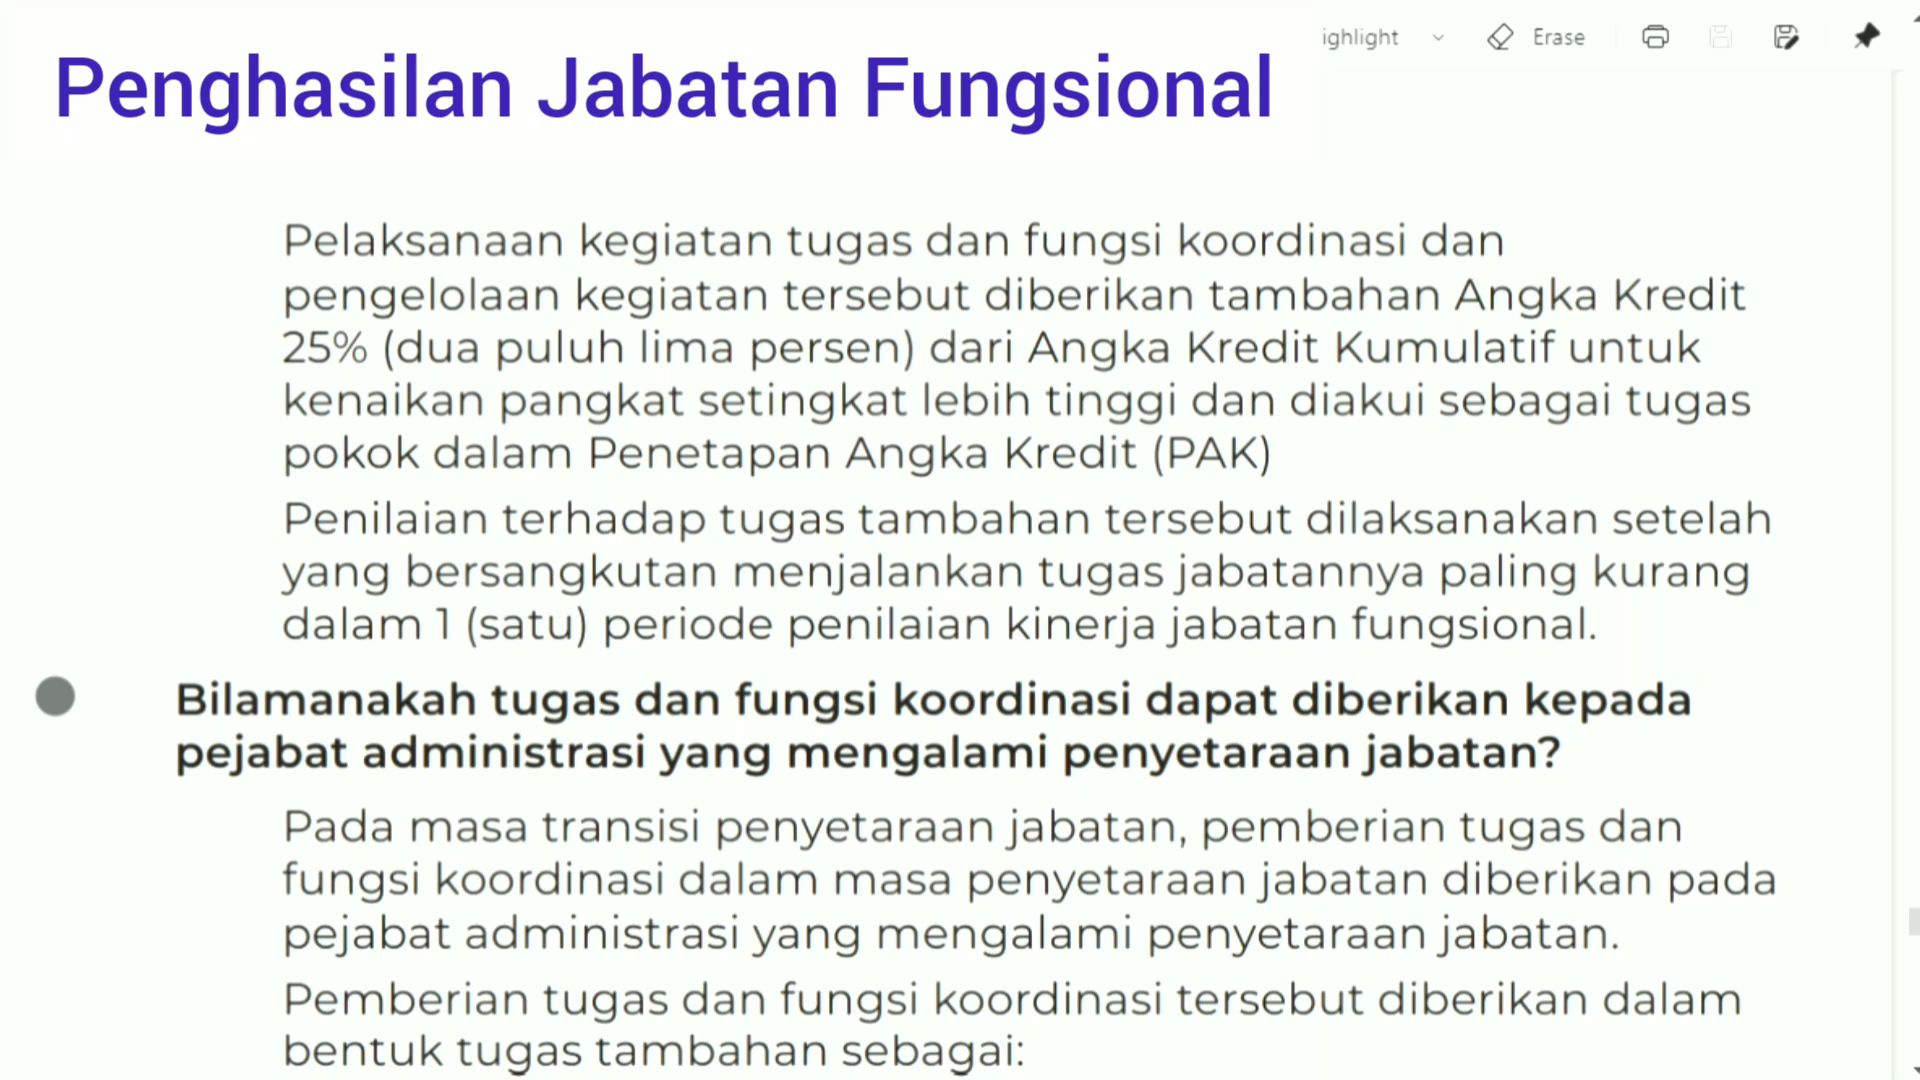 ighlight
Erase
Penghasilan Jabatan Fungsional
Pelaksanaan kegiatan tugas dan fungsi koordinasi dan
pengelolaan kegiatan tersebut diberikan tambahan Angka Kredit
25% (dua puluh lima persen) dari Angka Kredit Kumulatif untuk
kenaikan pangkat setingkat lebih tinggi dan diakui sebagai tugas
pokok dalam Penetapan Angka Kredit (PAK)
Penilaian terhadap tugas tambahan tersebut dilaksanakan setelah
yang bersangkutan menjalankan tugas jabatannya paling kurang
dalam 1 (satu) periode penilaian kinerja jabatan fungsional.
Bilamanakah tugas dan fungsi koordinasi dapat diberikan kepada
pejabat administrasi yang mengalami penyetaraan jabatan?
Pada masa transisi penyetaraan jabatan, pemberian tugas dan
fungsi koordinasi dalam masa penyetaraan jabatan diberikan pada
pejabat administrasi yang mengalami penyetaraan jabatan.
Pemberian tugas dan fungsi koordinasi tersebut diberikan dalam
bentuk tugas tambahan sebagai: